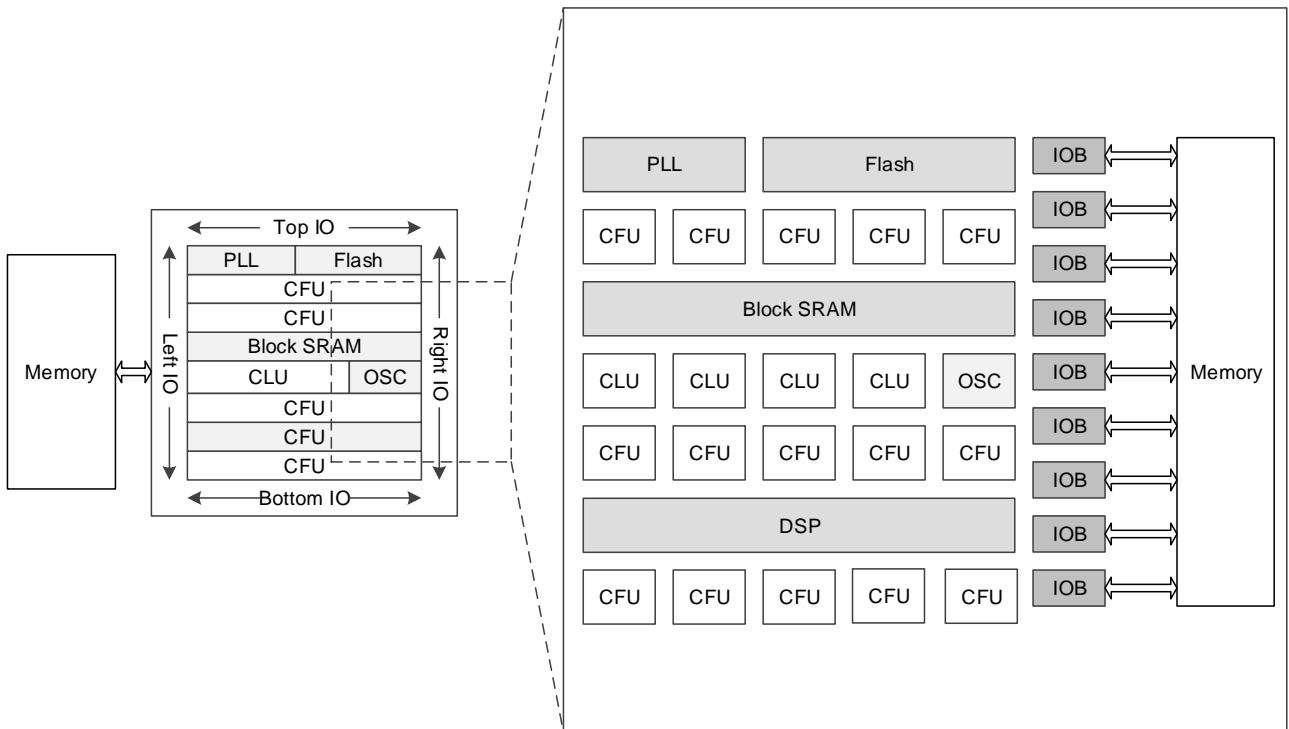 Memory
Top IO
Left IO
PLL Flash
CFU
CFU
Block SRAM
CLU OSC
CFU
CFU
CFU
Right IO
Bottom IO
PLL Flash IOB
IOB
CFU CFU CFU CFU CFU
IOB
Block SRAM IOB
CLU CLU CLU CLU OSC IOB Memory
IOB
CFU CFU CFU CFU CFU
IOB
DSP IOB
CFU CFU CFU CFU CFU IOB